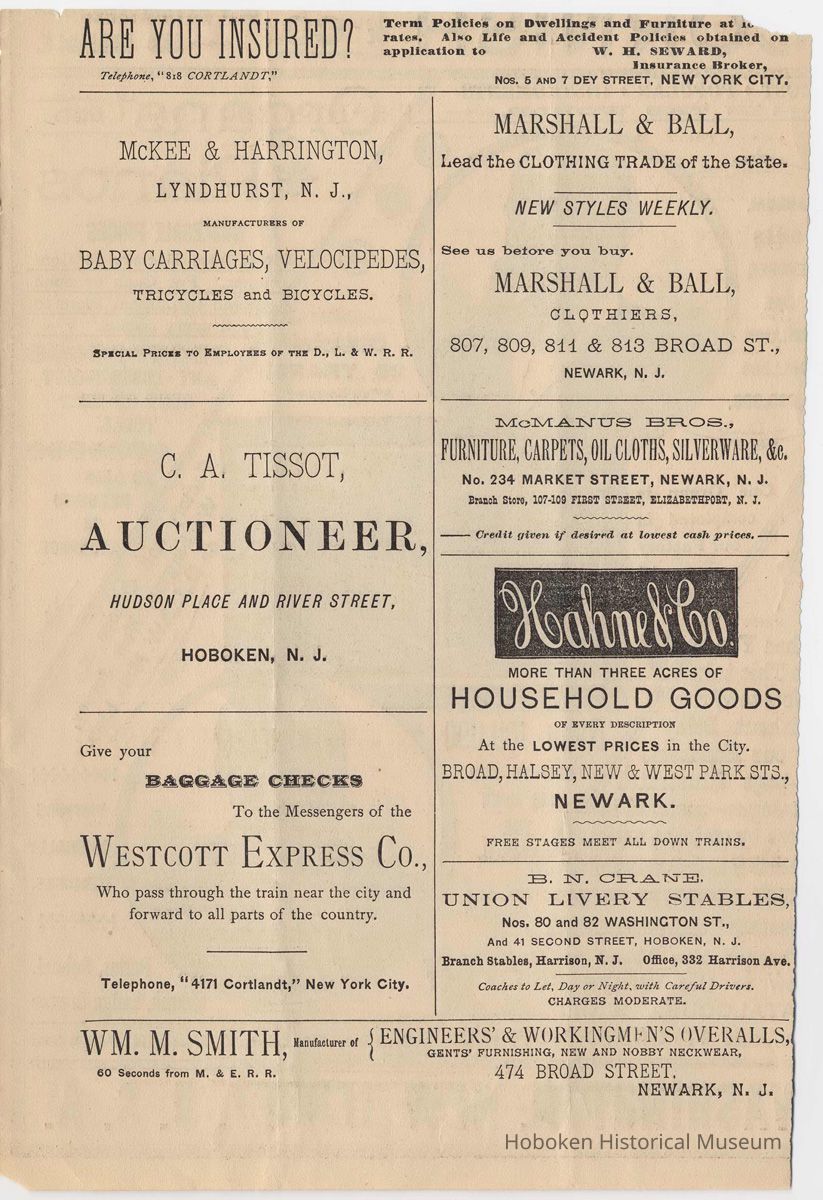 ARE YOU INSURED?
Telephone, "818 CORTLANDT,"
Term Policies on Dwellings and Furniture at
rates. Also Life and Accident Policies obtained on
application to W. H. SEWARD,
Insurance Broker,
Nos. 5 AND 7 DEY STREET, NEW YORK CITY.
McKEE & HARRINGTON,
LYNDHURST, N. J.,
MANUFACTURERS OF
BABY CARRIAGES, VELOCIPEDES,
TRICYCLES and BICYCLES.
SPECIAL PRICES TO EMPLOYEES OF THE D., L. & W. R. R.
C. A. TISSOT,
AUCTIONEER,
HUDSON PLACE AND RIVER STREET,
HOBOKEN, N. J.
Give your
BAGGAGE CHECKS
To the Messengers of the
WESTCOTT EXPRESS CO.,
Who pass through the train near the city and
forward to all parts of the country.
Telephone, "4171 Cortlandt," New York City.
MARSHALL & BALL,
Lead the CLOTHING TRADE of the State.
NEW STYLES WEEKLY.
See us before you buy.
MARSHALL & BALL,
CLOTHIERS,
807, 809, 811 & 813 BROAD ST.,
NEWARK, N. J.
McMANUS BROS.,
FURNITURE, CARPETS, OIL CLOTHS, SILVERWARE, &c.
No. 234 MARKET STREET, NEWARK, N. J.
Branch Store, 107-109 FIRST STREET, ELIZABETHPORT, N. J.
Credit given if desired at lowest cash prices.
Hahne & Co.
MORE THAN THREE ACRES OF
HOUSEHOLD GOODS
OF EVERY DESCRIPTION
At the LOWEST PRICES in the City.
BROAD, HALSEY, NEW & WEST PARK STS.,
NEWARK.
FREE STAGES MEET ALL DOWN TRAINS.
B. N. CRANE.
UNION LIVERY STABLES,
Nos. 80 and 82 WASHINGTON ST.,
And 41 SECOND STREET, HOBOKEN, N. J.
Branch Stables, Harrison, N. J. Office, 332 Harrison Ave.
Coaches to Let, Day or Night, with Careful Drivers.
CHARGES MODERATE.
WM. M. SMITH, Manufacturer of { ENGINEERS' & WORKINGMEN'S OVERALLS,
GENTS' FURNISHING, NEW AND NOBBY NECKWEAR,
60 Seconds from M. & E. R. R.
474 BROAD STREET.
NEWARK, N. J.
Hoboken Historical Museum